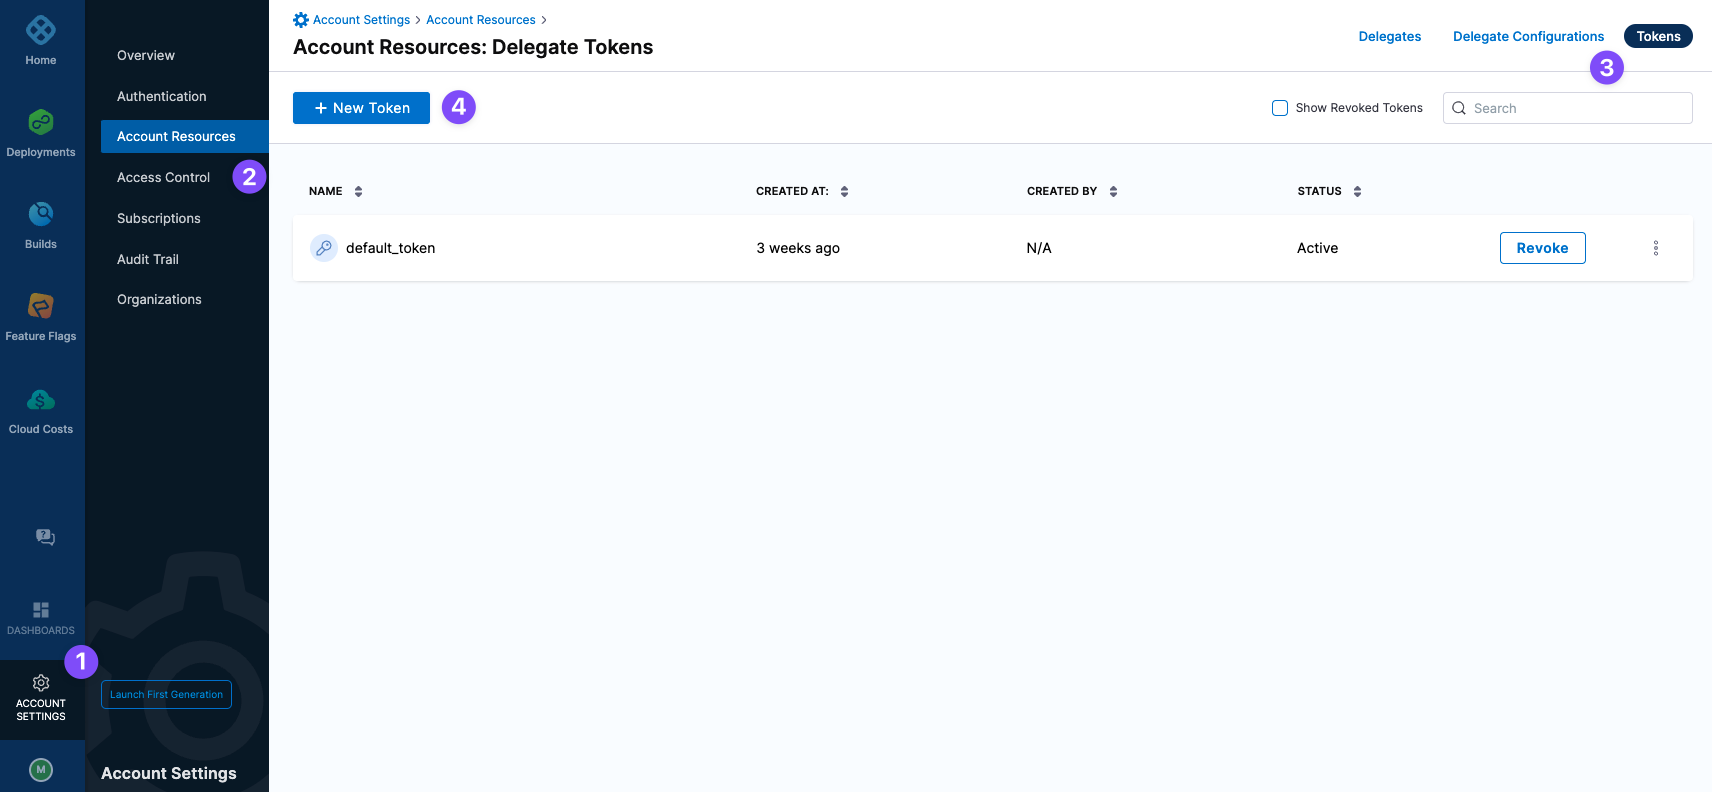 Home
Deployments
Builds
Feature Flags
Cloud Costs
DASHBOARDS
1
ACCOUNT
SETTINGS
M
Overview
Authentication
Account Resources
Access Control
2
Subscriptions
Audit Trail
Organizations
Launch First Generation
Account Settings
Account Settings > Account Resources >
Account Resources: Delegate Tokens
Delegates Delegate Configurations Tokens
3
+ New Token
4
Show Revoked Tokens
Search
NAME CREATED AT: CREATED BY STATUS
default_token 3 weeks ago N/A Active Revoke